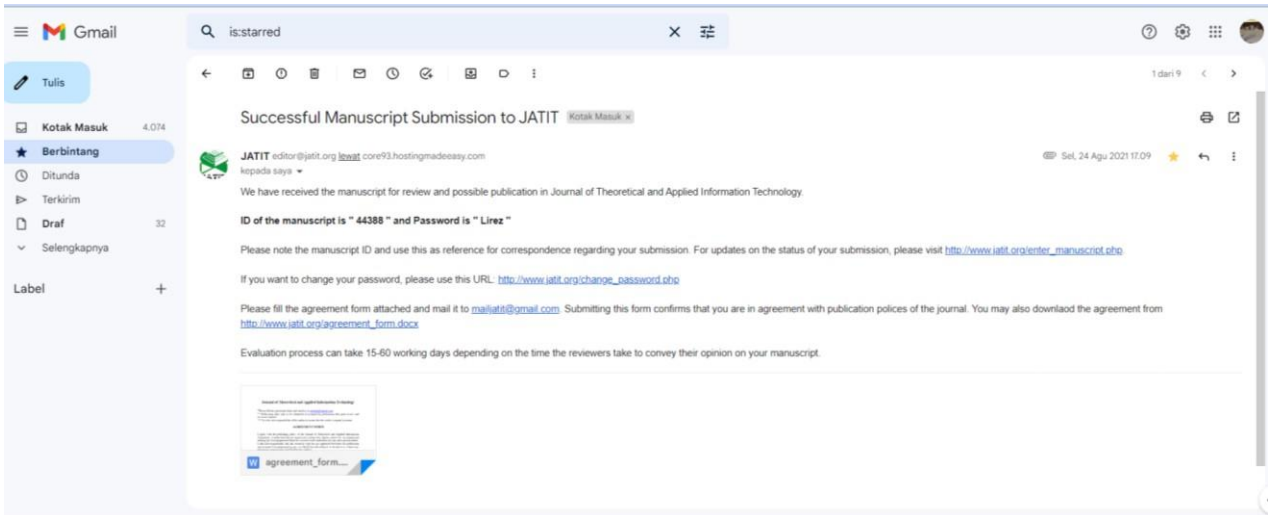 Gmail
is:starred
Tulis
1 dari 9
Kotak Masuk 4.074
Berbintang
Ditunda
Terkirim
Draf 32
Selengkapnya
Label
Successful Manuscript Submission to JATIT Kotak Masuk x
JATIT editor@jatit.org lewat core93.hostingmadeeasy.com
Sel, 24 Agu 2021 17.09
kepada saya
We have received the manuscript for review and possible publication in Journal of Theoretical and Applied Information Technology.
ID of the manuscript is " 44388 " and Password is " Lirez "
Please note the manuscript ID and use this as reference for correspondence regarding your submission. For updates on the status of your submission, please visit http://www.jatit.org/enter_manuscript.php
If you want to change your password, please use this URL: http://www.jatit.org/change_password.php
Please fill the agreement form attached and mail it to mailjatit@gmail.com. Submitting this form confirms that you are in agreement with publication polices of the journal. You may also downlaod the agreement from
http://www.jatit.org/agreement_form.docx
Evaluation process can take 15-60 working days depending on the time the reviewers take to convey their opinion on your manuscript.
Journal of Theoretical and Applied Information Technology
AGREEMENT FORM
W agreement_form....